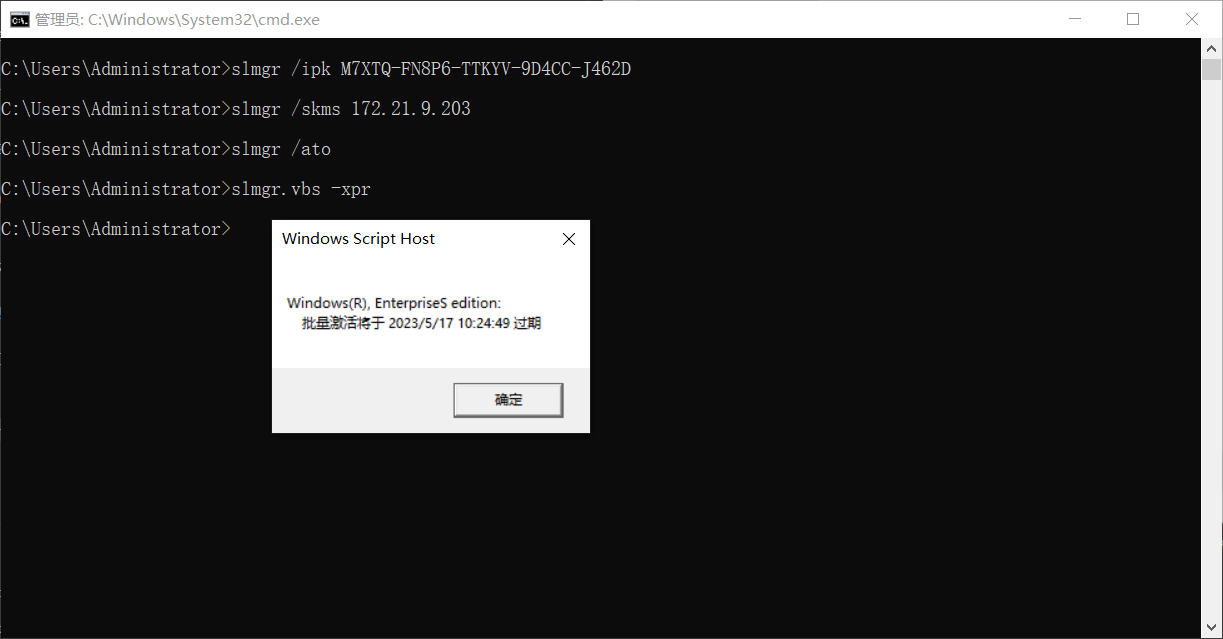 管理员: C:\Windows\System32\cmd.exe
C:\Users\Administrator>slmgr /ipk M7XTQ-FN8P6-TTKYV-9D4CC-J462D
C:\Users\Administrator>slmgr /skms 172.21.9.203
C:\Users\Administrator>slmgr /ato
C:\Users\Administrator>slmgr.vbs -xpr
C:\Users\Administrator>
Windows Script Host
Windows(R), EnterpriseS edition:
批量激活将于 2023/5/17 10:24:49 过期
确定